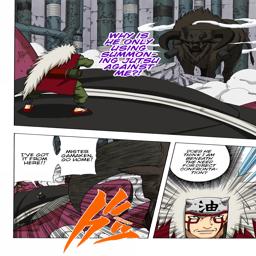 WHY IS
HE ONLY
USING
SUMMON-
ING JUTSU
AGAINST
ME?!
I'VE GOT
IT FROM
HERE!!
MISTER
GAMAKEN,
GO HOME!
DOES HE
THINK I AM
BENEATH
THE NEED
FOR DIRECT
CONFRONTA-
TION?
油